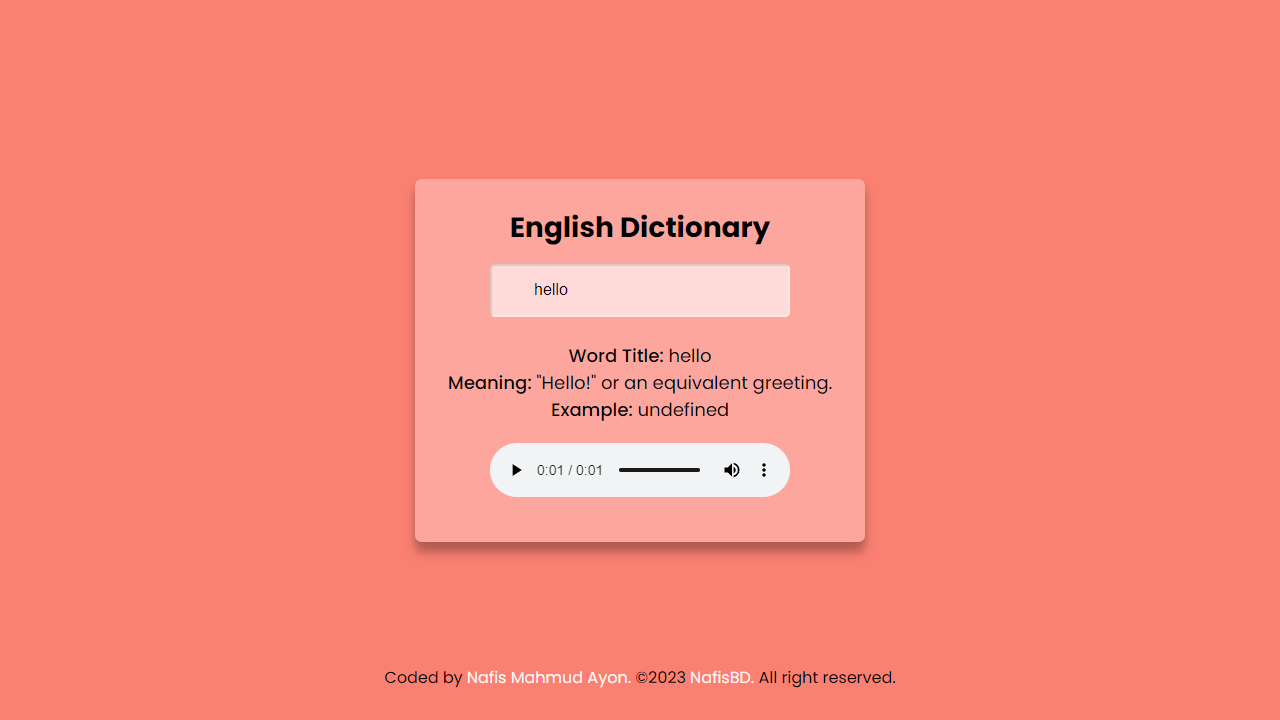 English Dictionary
hello
Word Title: hello
Meaning: "Hello!" or an equivalent greeting.
Example: undefined
0:01 / 0:01
Coded by Nafis Mahmud Ayon. ©2023 NafisBD. All right reserved.